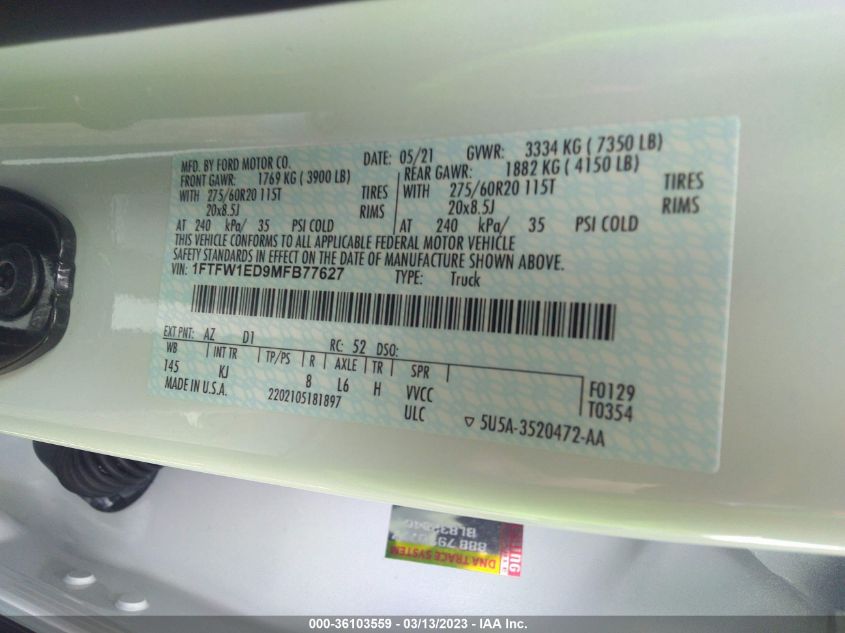 MFD. BY FORD MOTOR CO.
DATE: 05/21 GVWR: 3334 KG ( 7350 LB)
FRONT GAWR: 1769 KG ( 3900 LB)
WITH 275/60R20 115T TIRES
20x8.5J RIMS
AT 240 kPa/ 35 PSI COLD
REAR GAWR: 1882 KG ( 4150 LB)
WITH 275/60R20 115T TIRES
20x8.5J RIMS
AT 240 kPa/ 35 PSI COLD
THIS VEHICLE CONFORMS TO ALL APPLICABLE FEDERAL MOTOR VEHICLE
SAFETY STANDARDS IN EFFECT ON THE DATE OF MANUFACTURE SHOWN ABOVE.
VIN: 1FTFW1ED9MFB77627 TYPE: Truck
EXT PNT: AZ D1 RC: 52 DSO:
WB INT TR TP/PS R AXLE TR SPR
145 KJ 8 L6 H VVCC F0129
MADE IN U.S.A. 2202105181897 ULC T0354
5U5A-3520472-AA
DNA TRACE SYSTEM
000-36103559 - 03/13/2023 - IAA Inc.